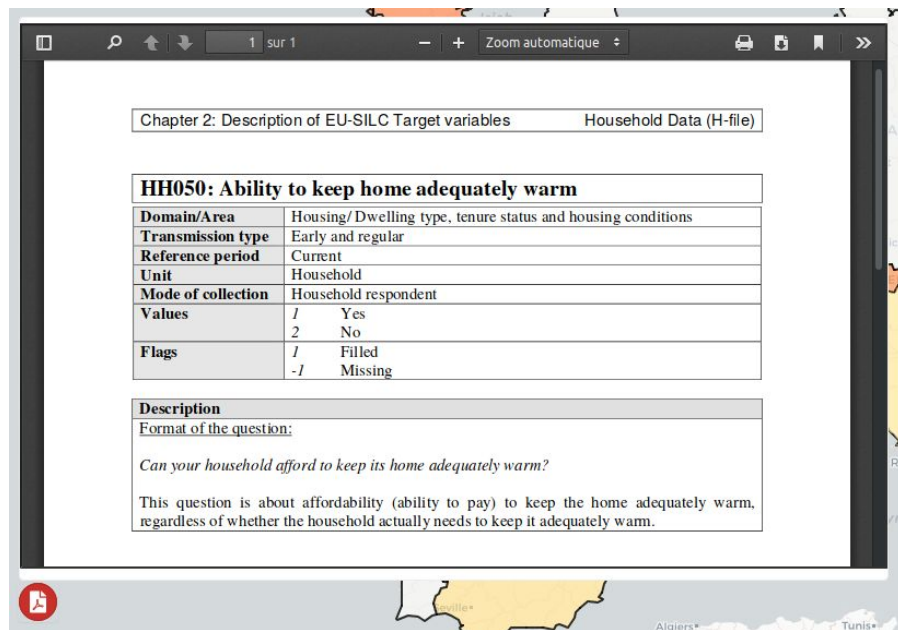 1 sur 1
Zoom automatique
Chapter 2: Description of EU-SILC Target variables Household Data (H-file)
HH050: Ability to keep home adequately warm
Domain/Area Housing/ Dwelling type, tenure status and housing conditions
Transmission type Early and regular
Reference period Current
Unit Household
Mode of collection Household respondent
Values 1 Yes
2 No
Flags 1 Filled
-1 Missing
Description
Format of the question:
Can your household afford to keep its home adequately warm?
This question is about affordability (ability to pay) to keep the home adequately warm,
regardless of whether the household actually needs to keep it adequately warm.
Seville
Algiers
Tunis